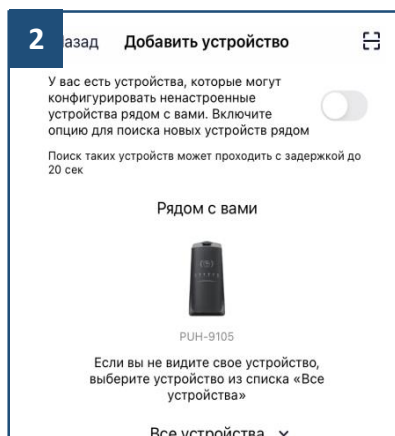 2
азад
Добавить устройство
У вас есть устройства, которые могут
конфигурировать ненастроенные
устройства рядом с вами. Включите
опцию для поиска новых устройств рядом
Поиск таких устройств может проходить с задержкой до
20 сек
Рядом с вами
PUH-9105
Если вы не видите свое устройство,
выберите устройство из списка «Все
устройства»
Все устройства